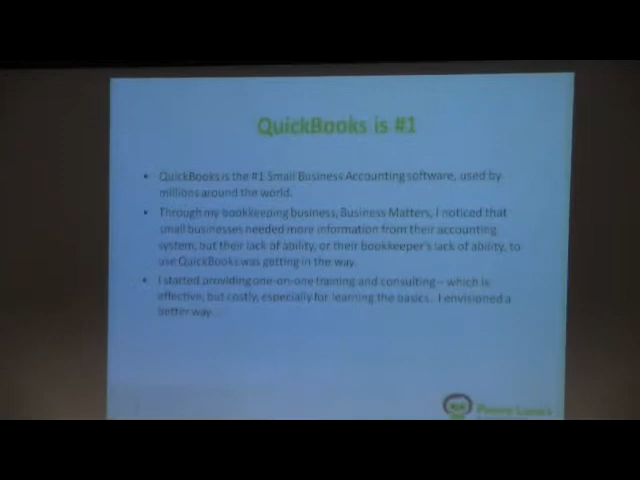 QuickBooks is #1
• QuickBooks is the #1 Small Business Accounting software, used by
millions around the world.
• Through my bookkeeping business, Business Matters, I noticed that
small businesses needed more information from their accounting
system, but their lack of ability, or their bookkeeper's lack of ability, to
use QuickBooks was getting in the way.
• I started providing one-on-one training and consulting – which is
effective, but costly, especially for learning the basics. I envisioned a
better way.